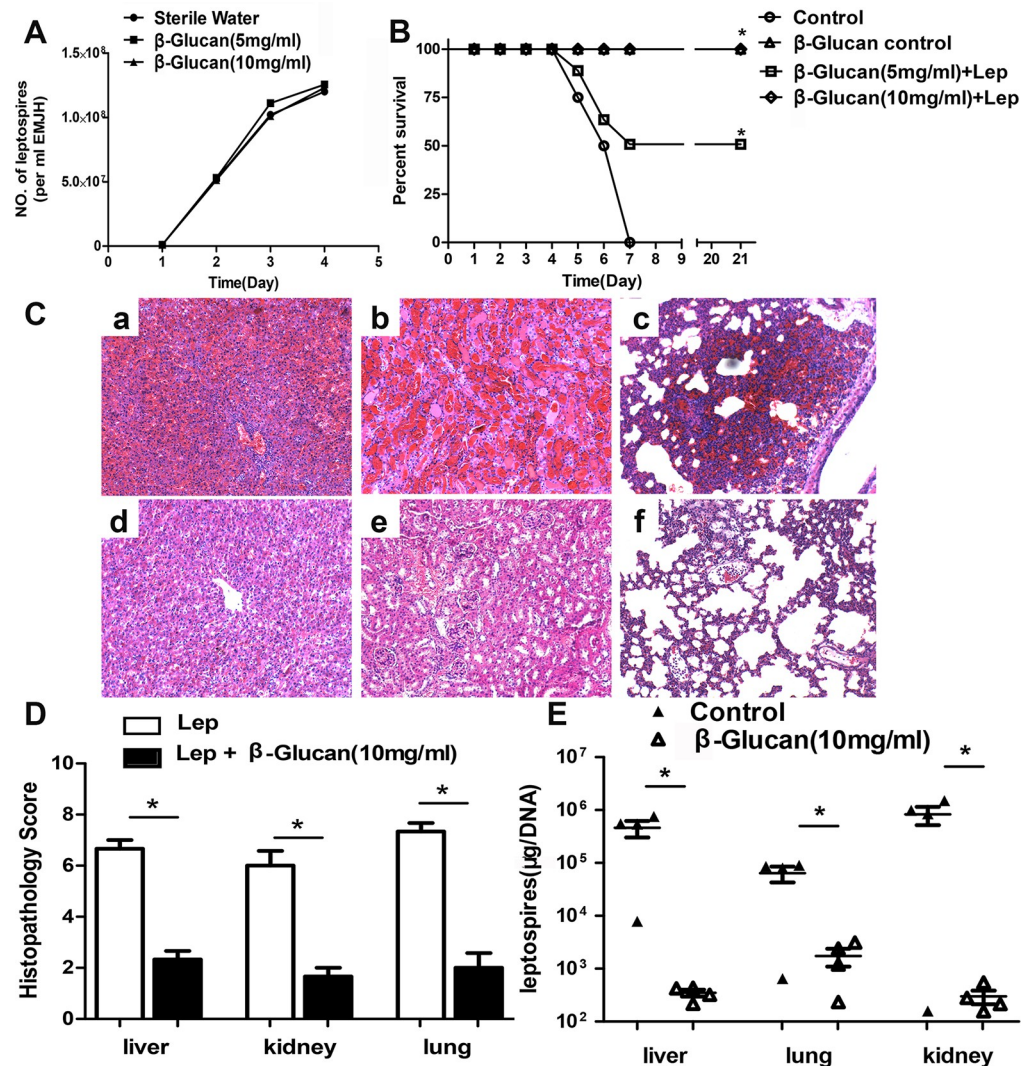 A
Sterile Water
β-Glucan(5mg/ml)
β-Glucan(10mg/ml)
NO. of leptospires
(per ml EMJH)
1.5×10⁸
1.0×10⁸
5.0×10⁷
0
0 1 2 3 4 5
Time(Day)
B
Control
β-Glucan control
β-Glucan(5mg/ml)+Lep
β-Glucan(10mg/ml)+Lep
Percent survival
100
75
50
25
0
*
*
0 1 2 3 4 5 6 7 8 9 20 21
Time(Day)
C
a
b
c
d
e
f
D
Lep
Lep + β-Glucan(10mg/ml)
Histopathology Score
10
8
6
4
2
0
*
*
*
liver kidney lung
E
Control
β-Glucan(10mg/ml)
leptospires(μg/DNA)
10⁷
10⁶
10⁵
10⁴
10³
10²
*
*
*
liver lung kidney